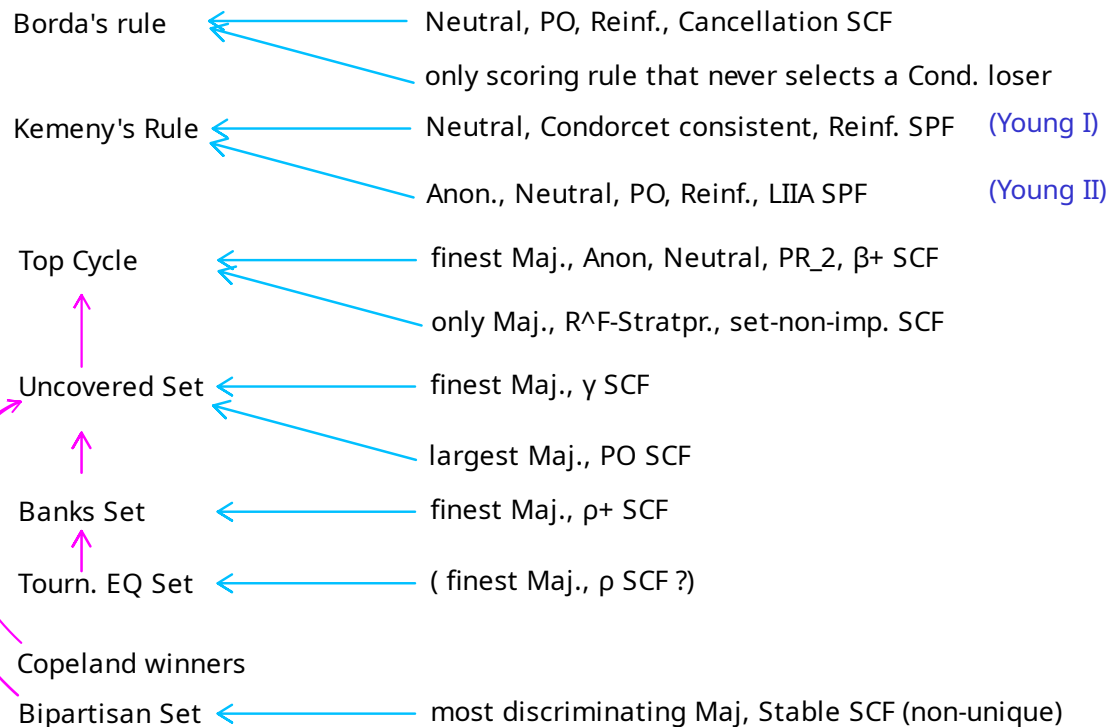 Borda's rule
Neutral, PO, Reinf., Cancellation SCF
only scoring rule that never selects a Cond. loser
Kemeny's Rule
Neutral, Condorcet consistent, Reinf. SPF
(Young I)
Anon., Neutral, PO, Reinf., LIIA SPF
(Young II)
Top Cycle
finest Maj., Anon, Neutral, PR_2, β+ SCF
only Maj., R^F-Stratpr., set-non-imp. SCF
Uncovered Set
finest Maj., γ SCF
largest Maj., PO SCF
Banks Set
finest Maj., ρ+ SCF
Tourn. EQ Set
( finest Maj., ρ SCF ?)
Copeland winners
Bipartisan Set
most discriminating Maj, Stable SCF (non-unique)